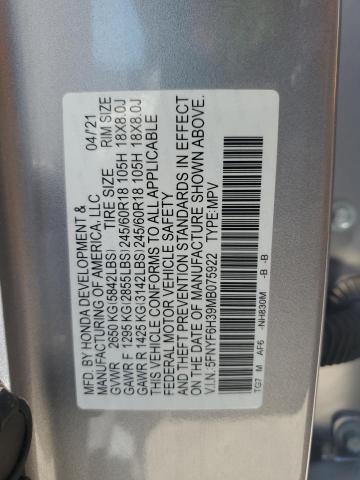 MFD. BY HONDA DEVELOPMENT &
MANUFACTURING OF AMERICA, LLC. 04/'21
GVWR 2650 KG(5842LBS) TIRE SIZE RIM SIZE
GAWR F 1295 KG(2855LBS)245/60R18 105H 18X8.0J
GAWR R 1425 KG(3142LBS)245/60R18 105H 18X8.0J
THIS VEHICLE CONFORMS TO ALL APPLICABLE
FEDERAL MOTOR VEHICLE SAFETY
AND THEFT PREVENTION STANDARDS IN EFFECT
ON THE DATE OF MANUFACTURE SHOWN ABOVE.
V.I.N. 5FNYF6H39MB075922 TYPE:MPV
TG7 M AF6 -NH830M -B -B